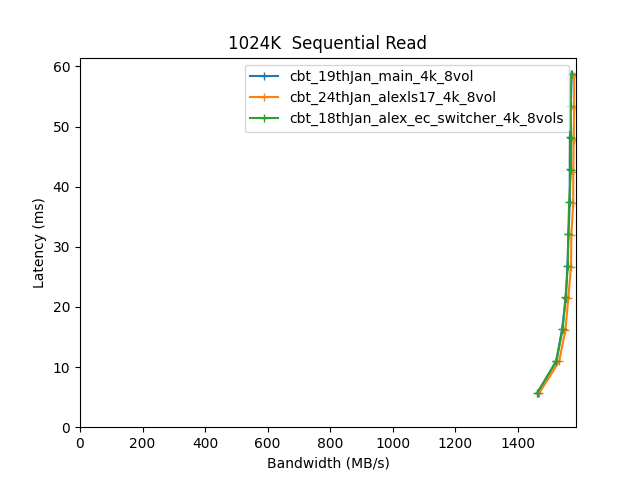 1024K  Sequential Read
cbt_19thJan_main_4k_8vol
cbt_24thJan_alexls17_4k_8vol
cbt_18thJan_alex_ec_switcher_4k_8vols
60
50
40
30
20
10
0
Latency (ms)
0 200 400 600 800 1000 1200 1400
Bandwidth (MB/s)